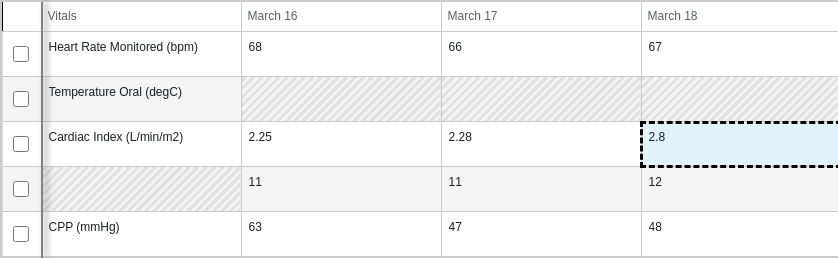 Vitals March 16 March 17 March 18
Heart Rate Monitored (bpm) 68 66 67
Temperature Oral (degC)
Cardiac Index (L/min/m2) 2.25 2.28 2.8
11 11 12
CPP (mmHg) 63 47 48